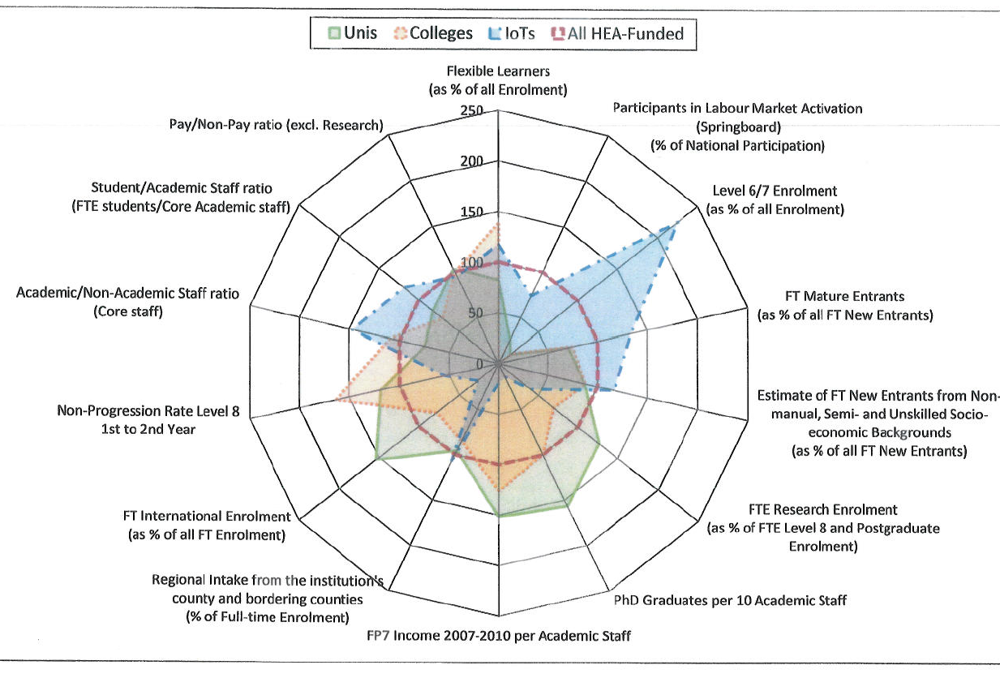 Unis Colleges IoTs All HEA-Funded
Flexible Learners
(as % of all Enrolment)
Participants in Labour Market Activation
(Springboard)
(% of National Participation)
Level 6/7 Enrolment
(as % of all Enrolment)
FT Mature Entrants
(as % of all FT New Entrants)
Estimate of FT New Entrants from Non-
manual, Semi- and Unskilled Socio-
economic Backgrounds
(as % of all FT New Entrants)
FTE Research Enrolment
(as % of FTE Level 8 and Postgraduate
Enrolment)
PhD Graduates per 10 Academic Staff
FP7 Income 2007-2010 per Academic Staff
Regional Intake from the institution's
county and bordering counties
(% of Full-time Enrolment)
FT International Enrolment
(as % of all FT Enrolment)
Non-Progression Rate Level 8
1st to 2nd Year
Academic/Non-Academic Staff ratio
(Core staff)
Student/Academic Staff ratio
(FTE students/Core Academic staff)
Pay/Non-Pay ratio (excl. Research)
250
200
150
100
50
0